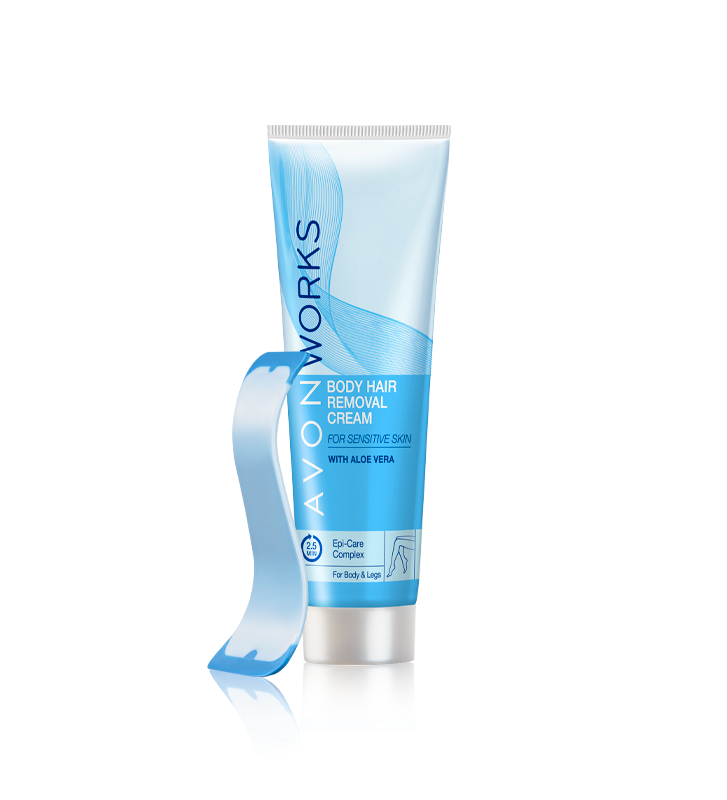 AVON WORKS
BODY HAIR
REMOVAL
CREAM
FOR SENSITIVE SKIN
WITH ALOE VERA
2.5
MIN
Epi-Care
Complex
For Body & Legs